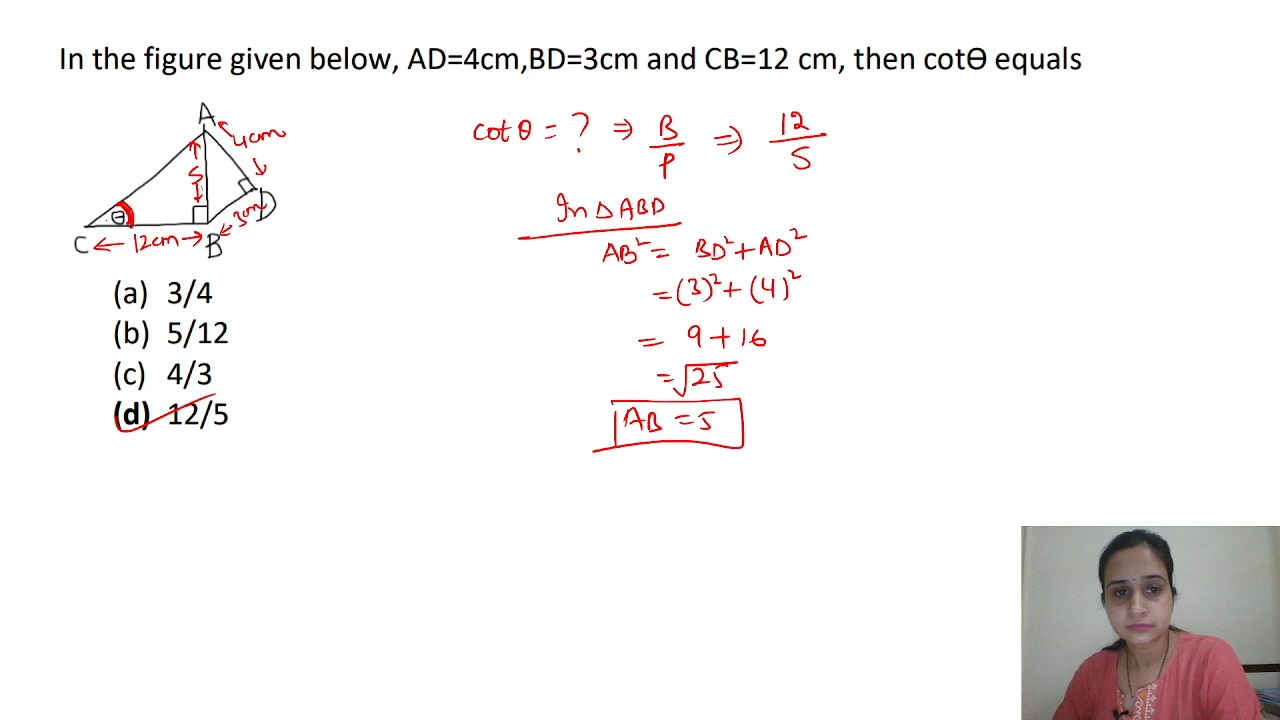 In the figure given below, AD=4cm,BD=3cm and CB=12 cm, then cotΘ equals
A
4cm
5
θ
D
3cm
C
12cm
B
cot θ = ? ⇒ B/P ⇒ 12/5
In △ ABD
AB² = BD² + AD²
= (3)² + (4)²
= 9 + 16
= √25
AB = 5
(a) 3/4
(b) 5/12
(c) 4/3
(d) 12/5